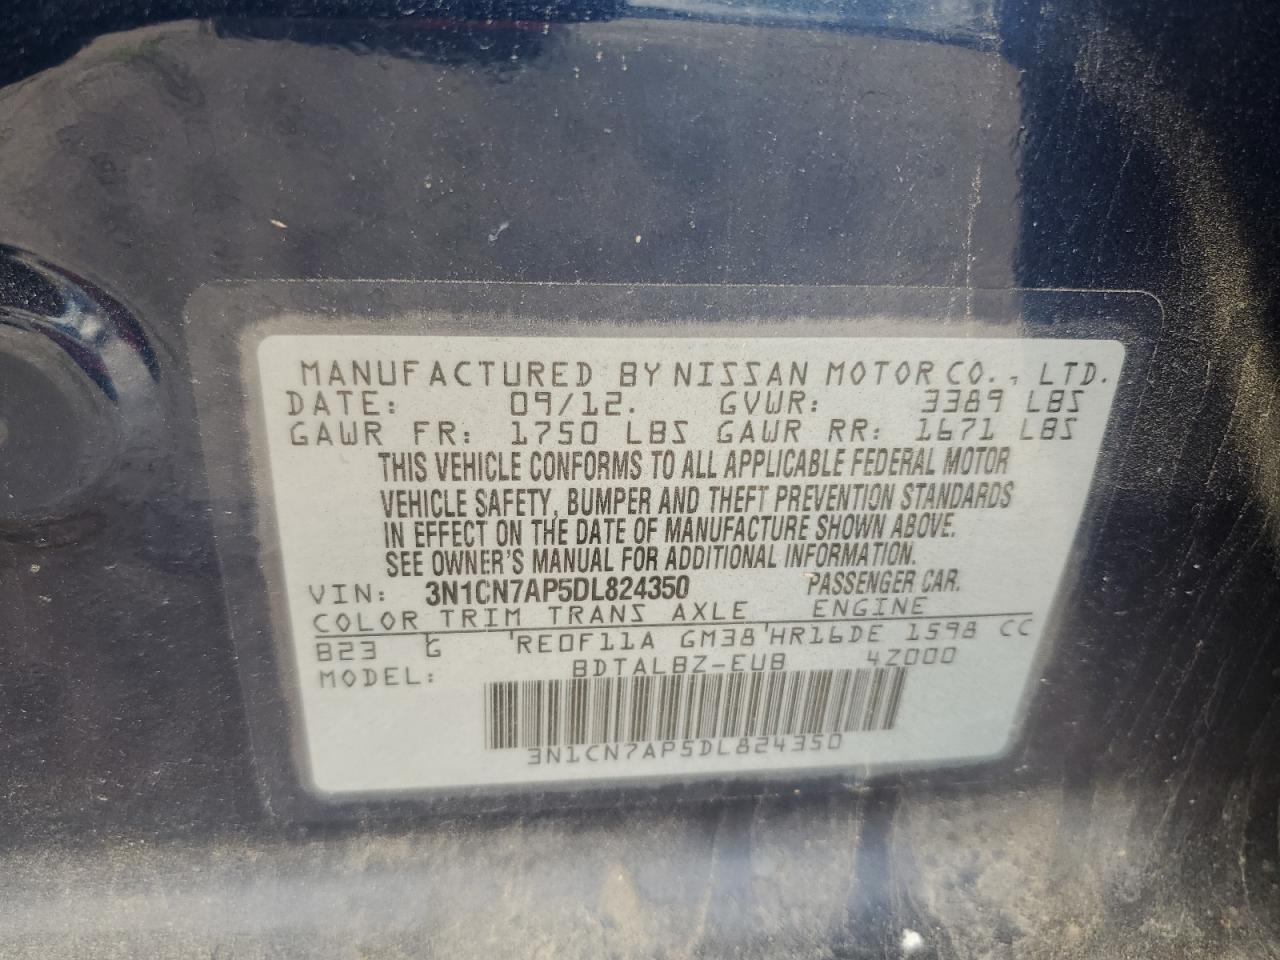 MANUFACTURED BY NISSAN MOTOR CO., LTD.
DATE: 09/12. GVWR: 3389 LBS
GAWR FR: 1750 LBS GAWR RR: 1671 LBS
THIS VEHICLE CONFORMS TO ALL APPLICABLE FEDERAL MOTOR
VEHICLE SAFETY, BUMPER AND THEFT PREVENTION STANDARDS
IN EFFECT ON THE DATE OF MANUFACTURE SHOWN ABOVE.
SEE OWNER'S MANUAL FOR ADDITIONAL INFORMATION.
VIN: 3N1CN7AP5DL824350 PASSENGER CAR.
COLOR TRIM TRANS AXLE ENGINE
B23 G RE0F11A GM38 HR16DE 1598 CC
MODEL: BDTALBZ-EUB 4Z000
3N1CN7AP5DL824350